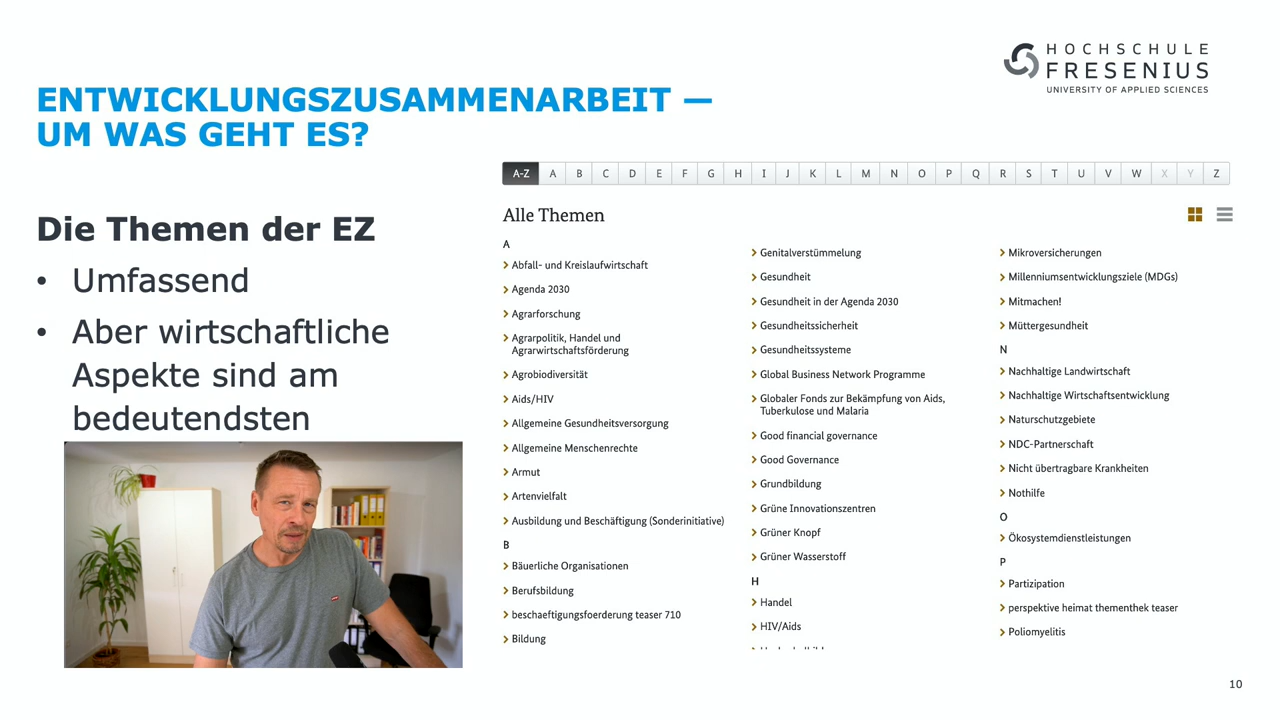 HOCHSCHULE
FRESENIUS
UNIVERSITY OF APPLIED SCIENCES
ENTWICKLUNGSZUSAMMENARBEIT —
UM WAS GEHT ES?
Die Themen der EZ
• Umfassend
• Aber wirtschaftliche
Aspekte sind am
bedeutendsten
A-Z A B C D E F G H I J K L M N O P Q R S T U V W X Y Z
Alle Themen
A
Abfall- und Kreislaufwirtschaft
Agenda 2030
Agrarforschung
Agrarpolitik, Handel und
Agrarwirtschaftsförderung
Agrobiodiversität
Aids/HIV
Allgemeine Gesundheitsversorgung
Allgemeine Menschenrechte
Armut
Artenvielfalt
Ausbildung und Beschäftigung (Sonderinitiative)
B
Bäuerliche Organisationen
Berufsbildung
beschaeftigungsfoerderung teaser 710
Bildung
Genitalverstümmelung
Gesundheit
Gesundheit in der Agenda 2030
Gesundheitssicherheit
Gesundheitssysteme
Global Business Network Programme
Globaler Fonds zur Bekämpfung von Aids,
Tuberkulose und Malaria
Good financial governance
Good Governance
Grundbildung
Grüne Innovationszentren
Grüner Knopf
Grüner Wasserstoff
H
Handel
HIV/Aids
Mikroversicherungen
Millenniumsentwicklungsziele (MDGs)
Mitmachen!
Müttergesundheit
N
Nachhaltige Landwirtschaft
Nachhaltige Wirtschaftsentwicklung
Naturschutzgebiete
NDC-Partnerschaft
Nicht übertragbare Krankheiten
Nothilfe
O
Ökosystemdienstleistungen
P
Partizipation
perspektive heimat thementhek teaser
Poliomyelitis
10